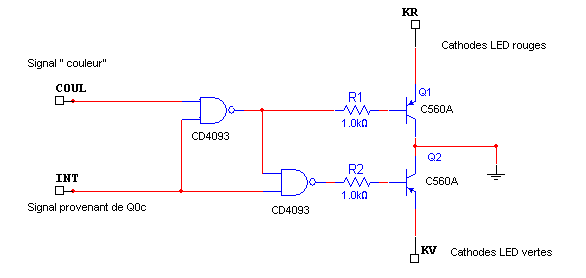 KR
Cathodes LED rouges
Signal " couleur"
COUL
R1
Q1
CD4093
1.0kΩ
C560A
INT
R2
Q2
C560A
Signal provenant de Q0c
CD4093
1.0kΩ
KV
Cathodes LED vertes